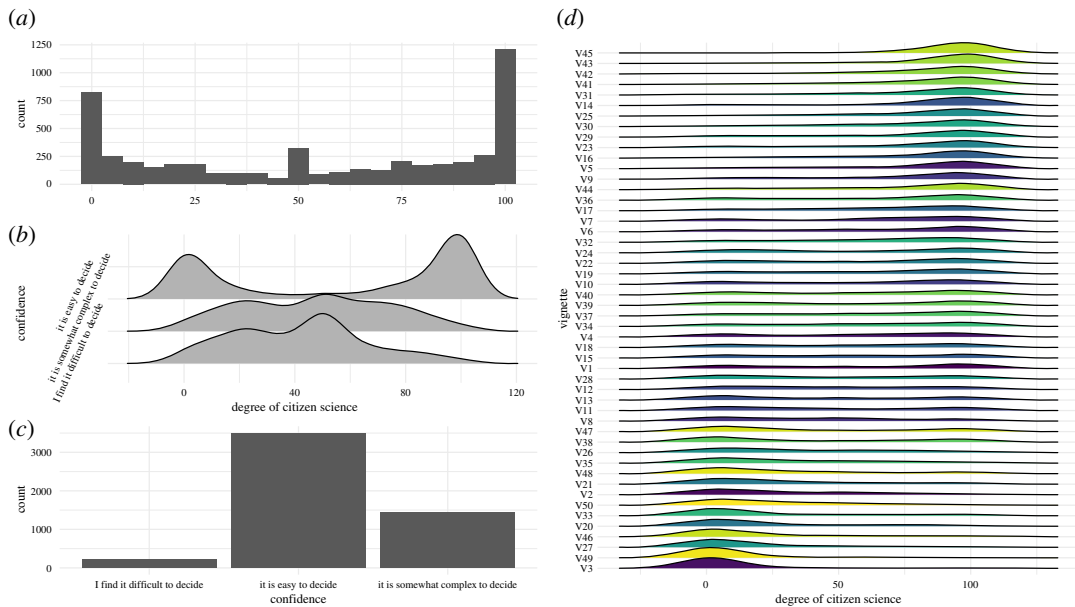 (a)
1250
1000
750
500
250
0
count
0 25 50 75 100
(b)
confidence
it is easy to decide
it is somewhat complex to decide
I find it difficult to decide
0 40 80 120
degree of citizen science
(c)
3000
2000
1000
0
count
I find it difficult to decide it is easy to decide it is somewhat complex to decide
confidence
(d)
vignette
V45
V43
V42
V41
V31
V14
V25
V30
V29
V23
V16
V5
V9
V44
V36
V17
V7
V6
V32
V24
V22
V19
V10
V40
V39
V37
V34
V4
V18
V15
V1
V28
V12
V13
V11
V8
V47
V38
V26
V35
V48
V21
V2
V50
V33
V20
V46
V27
V49
V3
0 50 100
degree of citizen science